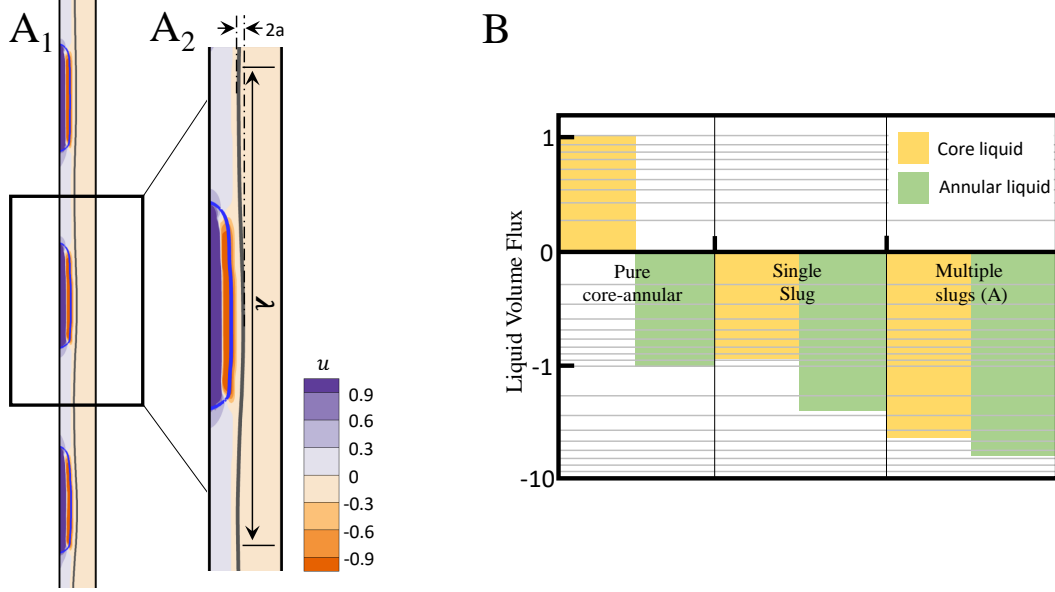 A1
A2
2a
λ
u
0.9
0.6
0.3
0
-0.3
-0.6
-0.9
B
Liquid Volume Flux
1
0
-1
-10
Core liquid
Annular liquid
Pure
core-annular
Single
Slug
Multiple
slugs (A)